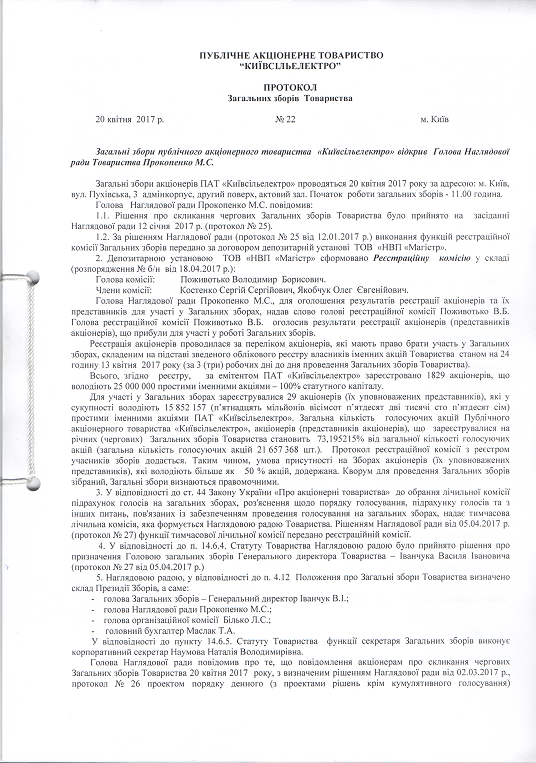 ПУБЛІЧНЕ АКЦІОНЕРНЕ ТОВАРИСТВО
“КИЇВСІЛЬЕЛЕКТРО”
ПРОТОКОЛ
Загальних зборів Товариства
20 квітня 2017 р. № 22 м. Київ
Загальні збори публічного акціонерного товариства «Київсільелектро» відкрив Голова Наглядової
ради Товариства Прокопенко М.С.
Загальні збори акціонерів ПАТ «Київсільелектро» проводяться 20 квітня 2017 року за адресою: м. Київ,
вул. Пухівська, 3 адмінкорпус, другий поверх, актовий зал. Початок роботи загальних зборів - 11.00 година.
Голова Наглядової ради Прокопенко М.С. повідомив:
1.1. Рішення про скликання чергових Загальних зборів Товариства було прийнято на засіданні
Наглядової ради 12 січня 2017 р. (протокол № 25).
1.2. За рішенням Наглядової ради (протокол № 25 від 12.01.2017 р.) виконання функцій реєстраційної
комісії Загальних зборів передано за договором депозитарній установі ТОВ «НВП «Магістр».
2. Депозитарною установою ТОВ «НВП «Магістр» сформовано Реєстраційну комісію у складі
(розпорядження № б/н від 18.04.2017 р.):
Голова комісії: Поживотько Володимир Борисович.
Члени комісії: Костенко Сергій Сергійович, Якобчук Олег Євгенійович.
Голова Наглядової ради Прокопенко М.С., для оголошення результатів реєстрації акціонерів та їх
представників для участі у Загальних зборах, надав слово голові реєстраційної комісії Поживотько В.Б.
Голова реєстраційної комісії Поживотько В.Б. оголосив результати реєстрації акціонерів (представників
акціонерів), що прибули для участі у роботі Загальних зборів.
Реєстрація акціонерів проводилася за переліком акціонерів, які мають право брати участь у Загальних
зборах, складеним на підставі зведеного облікового реєстру власників іменних акцій Товариства станом на 24
годину 13 квітня 2017 року (за 3 (три) робочих дні до дня проведення Загальних зборів Товариства).
Всього, згідно реєстру, за емітентом ПАТ «Київсільелектро» зареєстровано 1829 акціонерів, що
володіють 25 000 000 простими іменними акціями – 100% статутного капіталу.
Для участі у Загальних зборах зареєструвалися 29 акціонерів (їх уповноважених представників), які у
сукупності володіють 15 852 157 (п’ятнадцять мільйонів вісімсот п’ятдесят дві тисячі сто п’ятдесят сім)
простими іменними акціями ПАТ «Київсільелектро». Загальна кількість голосуючих акцій Публічного
акціонерного товариства «Київсільелектро», акціонерів (представників акціонерів), що зареєструвалися на
річних (чергових) Загальних зборів Товариства становить 73,195215% від загальної кількості голосуючих
акцій (загальна кількість голосуючих акцій 21 657 368 шт.). Протокол реєстраційної комісії з реєстром
учасників зборів додається. Таким чином, умова присутності на Зборах акціонерів (їх уповноважених
представників), які володіють більше як 50 % акцій, додержана. Кворум для проведення Загальних зборів
зібраний, Загальні збори визнаються правомочними.
3. У відповідності до ст. 44 Закону України «Про акціонерні товариства» до обрання лічильної комісії
підрахунок голосів на загальних зборах, роз'яснення щодо порядку голосування, підрахунку голосів та з
інших питань, пов'язаних із забезпеченням проведення голосування на загальних зборах, надає тимчасова
лічильна комісія, яка формується Наглядовою радою Товариства. Рішенням Наглядової ради від 05.04.2017 р.
(протокол № 27) функції тимчасової лічильної комісії передано реєстраційній комісії.
4. У відповідності до п. 14.6.4. Статуту Товариства Наглядовою радою було прийнято рішення про
призначення Головою загальних зборів Генерального директора Товариства – Іванчука Василя Івановича
(протокол № 27 від 05.04.2017 р.)
5. Наглядовою радою, у відповідності до п. 4.12 Положення про Загальні збори Товариства визначено
склад Президії Зборів, а саме:
- голова Загальних зборів – Генеральний директор Іванчук В.І.;
- голова Наглядової ради Прокопенко М.С.;
- голова організаційної комісії Білько Л.С.;
- головний бухгалтер Маслак Т.А.
У відповідності до пункту 14.6.5. Статуту Товариства функції секретаря Загальних зборів виконує
корпоративний секретар Наумова Наталія Володимирівна.
Голова Наглядової ради повідомив про те, що повідомлення акціонерам про скликання чергових
Загальних зборів Товариства 20 квітня 2017 року, з визначеним рішенням Наглядової ради від 02.03.2017 р.,
протокол № 26 проектом порядку денного (з проектами рішень крім кумулятивного голосування)